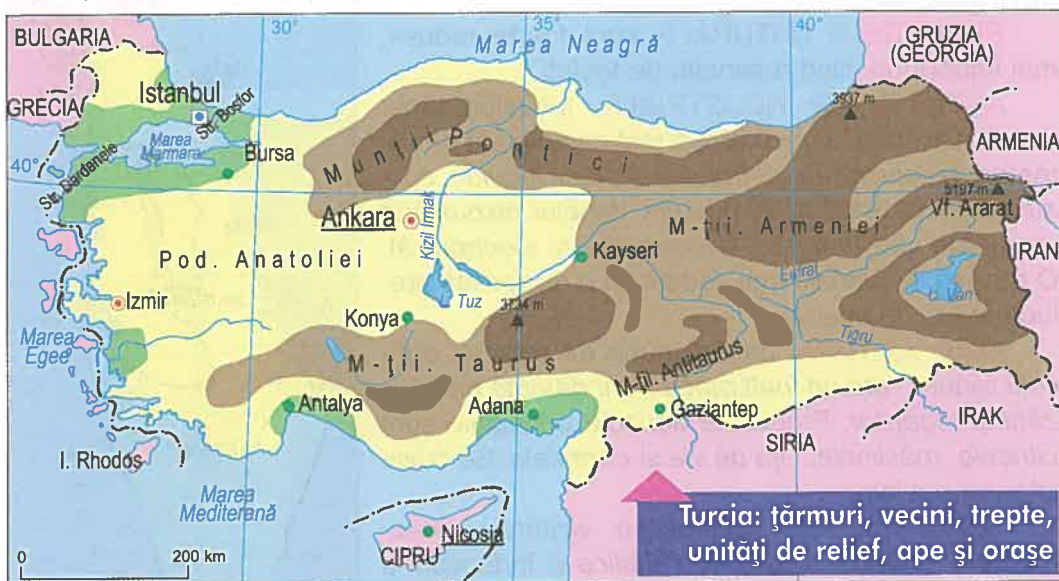 30°
35°
40°
BULGARIA
GRUZIA
(GEORGIA)
Marea Neagră
GRECIA
Istanbul
Str. Bosfor
3937 m
ARMENIA
Marea
Marmara
Bursa
Munții Pontici
40°
Str. Dardanele
5197 m
Vf. Ararat
Ankara
Kizil Irmak
M-ții. Armeniei
Kayseri
IRAN
Pod. Anatoliei
Eufrat
L. Van
Izmir
Tuz
3734 m
Konya
Marea
Egee
Tigru
M-ții. Taurus
M-ții. Antitaurus
Antalya
Adana
Gaziantep
IRAK
SIRIA
I. Rhodos
Marea
Mediterană
Nicosia
CIPRU
0 200 km
Turcia: țărmuri, vecini, trepte,
unități de relief, ape și orașe